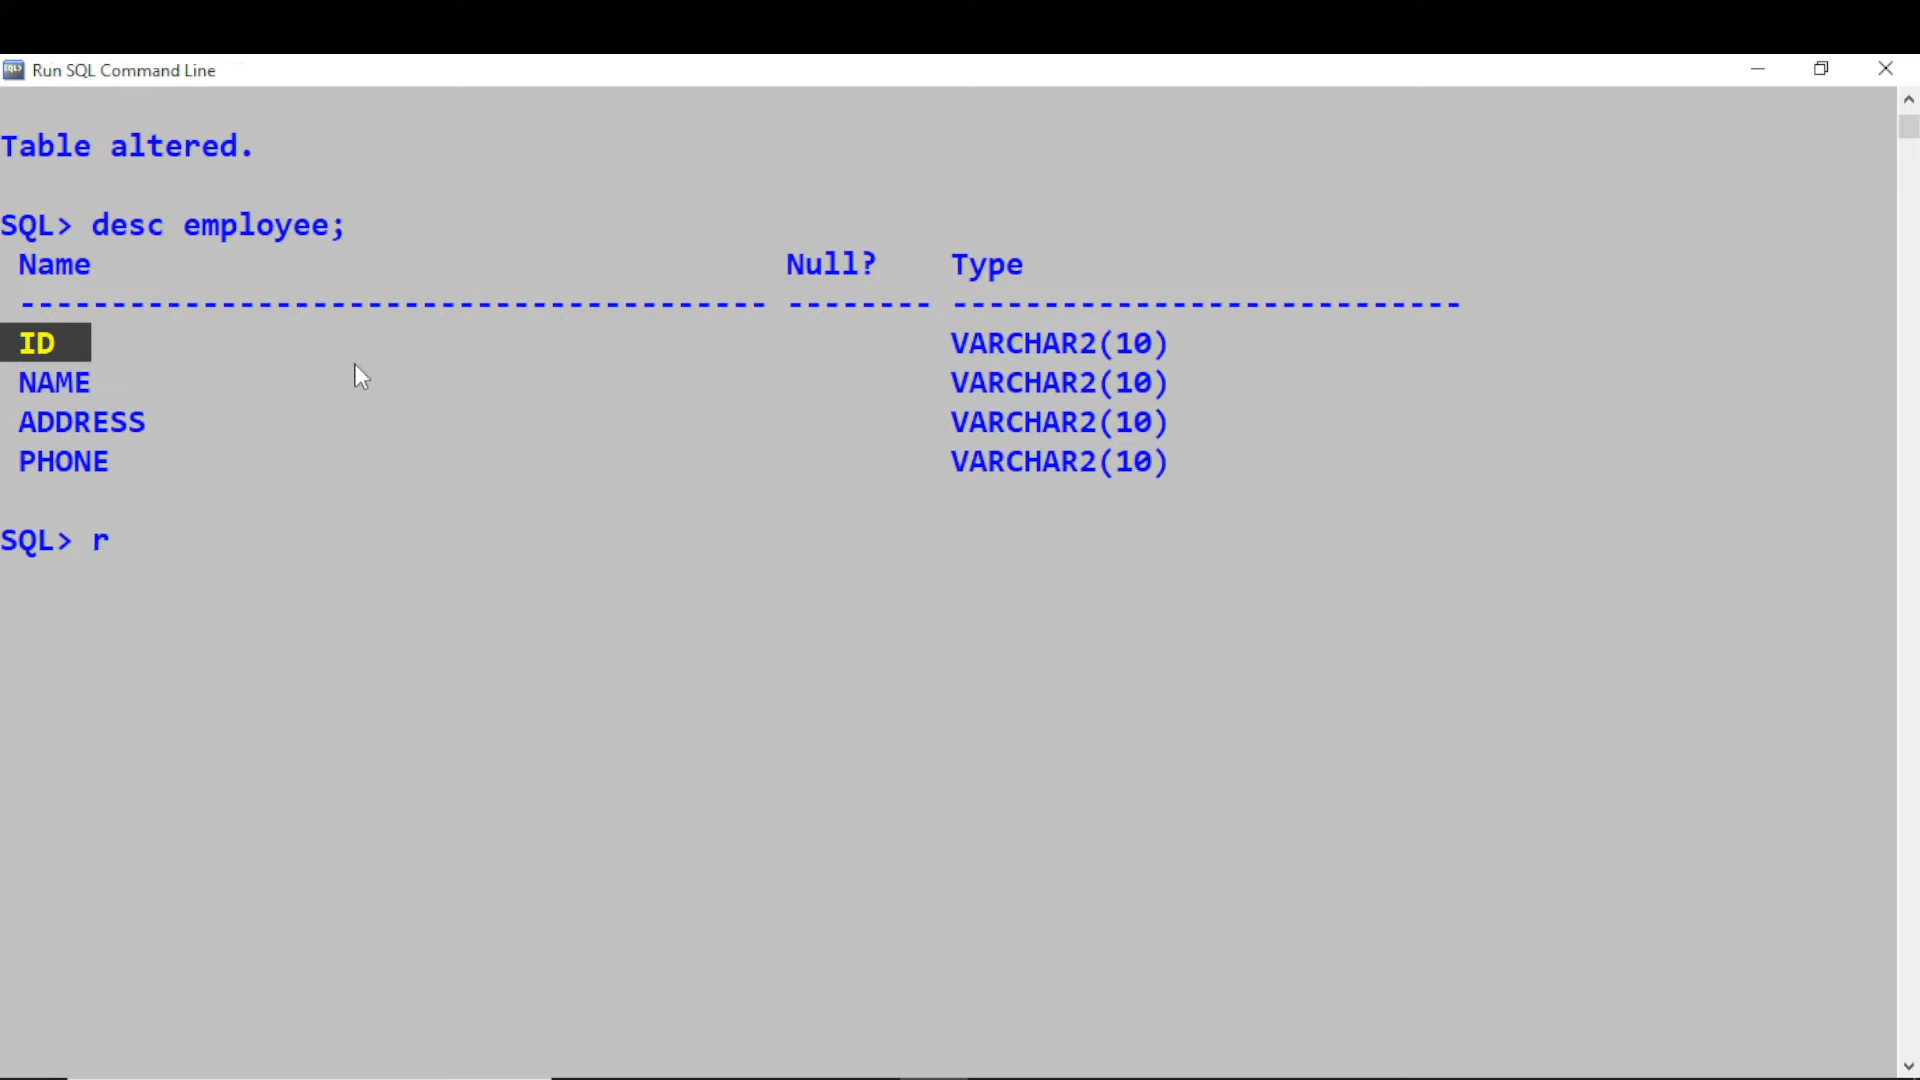 Run SQL Command Line
Table altered.
SQL> desc employee;
Name Null? Type
----------------------------------------- -------- ----------------------------
ID VARCHAR2(10)
NAME VARCHAR2(10)
ADDRESS VARCHAR2(10)
PHONE VARCHAR2(10)
SQL> r